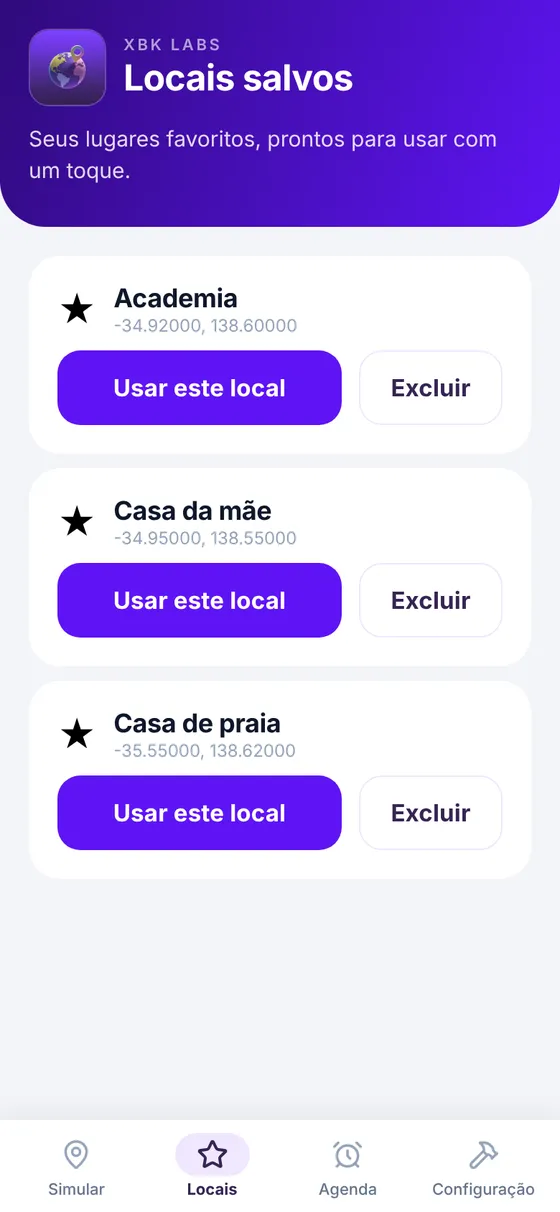 XBK LABS
Locais salvos
Seus lugares favoritos, prontos para usar com
um toque.
Academia
-34.92000, 138.60000
Usar este local
Excluir
Casa da mãe
-34.95000, 138.55000
Usar este local
Excluir
Casa de praia
-35.55000, 138.62000
Usar este local
Excluir
Simular
Locais
Agenda
Configuração